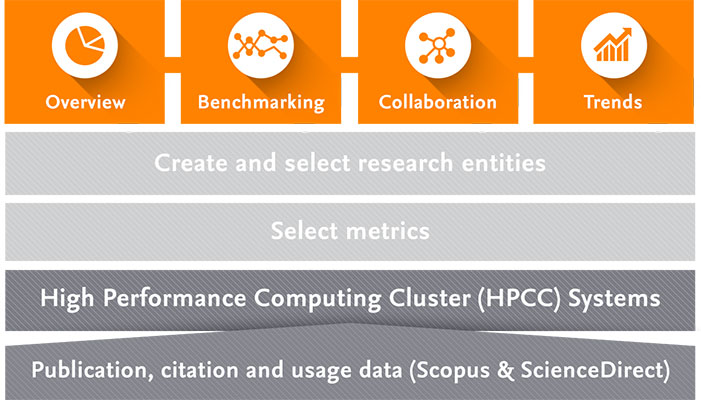 Overview
Benchmarking
Collaboration
Trends
Create and select research entities
Select metrics
High Performance Computing Cluster (HPCC) Systems
Publication, citation and usage data (Scopus & ScienceDirect)